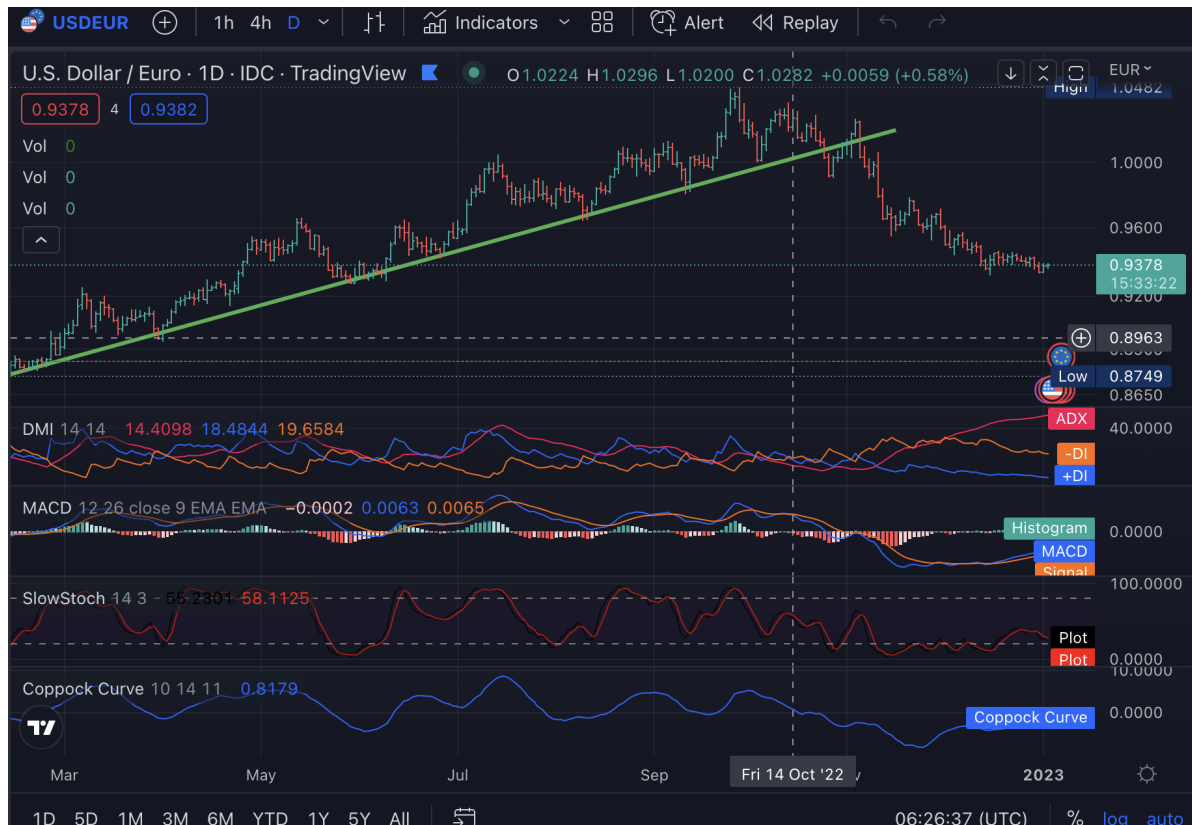 USDEUR 1h 4h D Indicators Alert Replay
U.S. Dollar / Euro · 1D · IDC · TradingView O1.0224 H1.0296 L1.0200 C1.0282 +0.0059 (+0.58%) EUR
High 1.0482
0.9378 4 0.9382
Vol 0
1.0000
Vol 0
Vol 0
0.9600
0.9378
15:33:22
0.9200
0.8963
Low 0.8749
0.8650
DMI 14 14 14.4098 18.4844 19.6584
ADX
40.0000
-DI
+DI
MACD 12 26 close 9 EMA EMA −0.0002 0.0063 0.0065
Histogram 0.0000
MACD
Signal
SlowStoch 14 3 56.2301 58.1125
100.0000
Plot
Plot 0.0000
Coppock Curve 10 14 11 0.8179
10.0000
Coppock Curve 0.0000
Mar May Jul Sep Fri 14 Oct '22 2023
1D 5D 1M 3M 6M YTD 1Y 5Y All 06:26:37 (UTC) % log auto